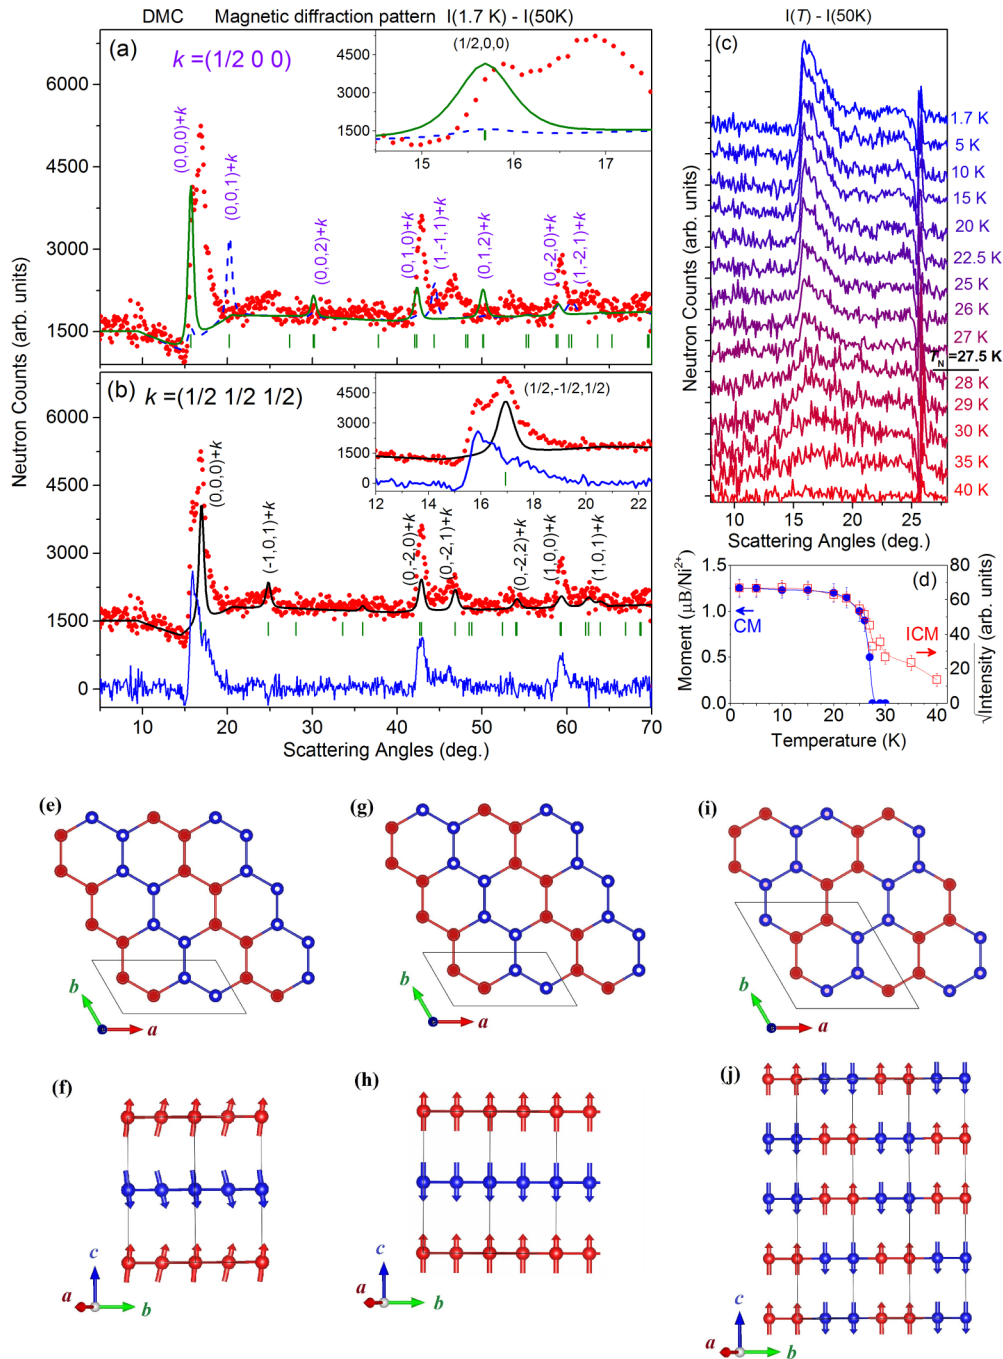 DMC Magnetic diffraction pattern I(1.7 K) - I(50K)
I(T) - I(50K)
(a)
k =(1/2 0 0)
(0,0,0)+k
(0,0,1)+k
(0,0,2)+k
(0,1,0)+k
(1,-1,1)+k
(0,1,2)+k
(0,-2,0)+k
(1,-2,1)+k
6000
4500
3000
1500
(1/2,0,0)
4500
3000
1500
15 16 17
Neutron Counts (arb. units)
(b)
k =(1/2 1/2 1/2)
(0,0,0)+k
(-1,0,1)+k
(0,-2,0)+k
(0,-2,1)+k
(0,-2,2)+k
(1,0,0)+k
(1,0,1)+k
6000
4500
3000
1500
0
(1/2,-1/2,1/2)
4500
3000
1500
0
12 14 16 18 20 22
10 20 30 40 50 60 70
Scattering Angles (deg.)
(c)
Neutron Counts (arb. units)
1.7 K
5 K
10 K
15 K
20 K
22.5 K
25 K
26 K
27 K
TN =27.5 K
28 K
29 K
30 K
35 K
40 K
10 15 20 25
Scattering Angles (deg.)
(d)
Moment (μB/Ni2+)
1.5
1.0
0.5
0.0
CM
ICM
80
60
40
20
0
√Intensity (arb. units)
0 10 20 30 40
Temperature (K)
(e)
b
a
(g)
b
a
(i)
b
a
(f)
c
a
b
(h)
c
a
b
(j)
c
a
b